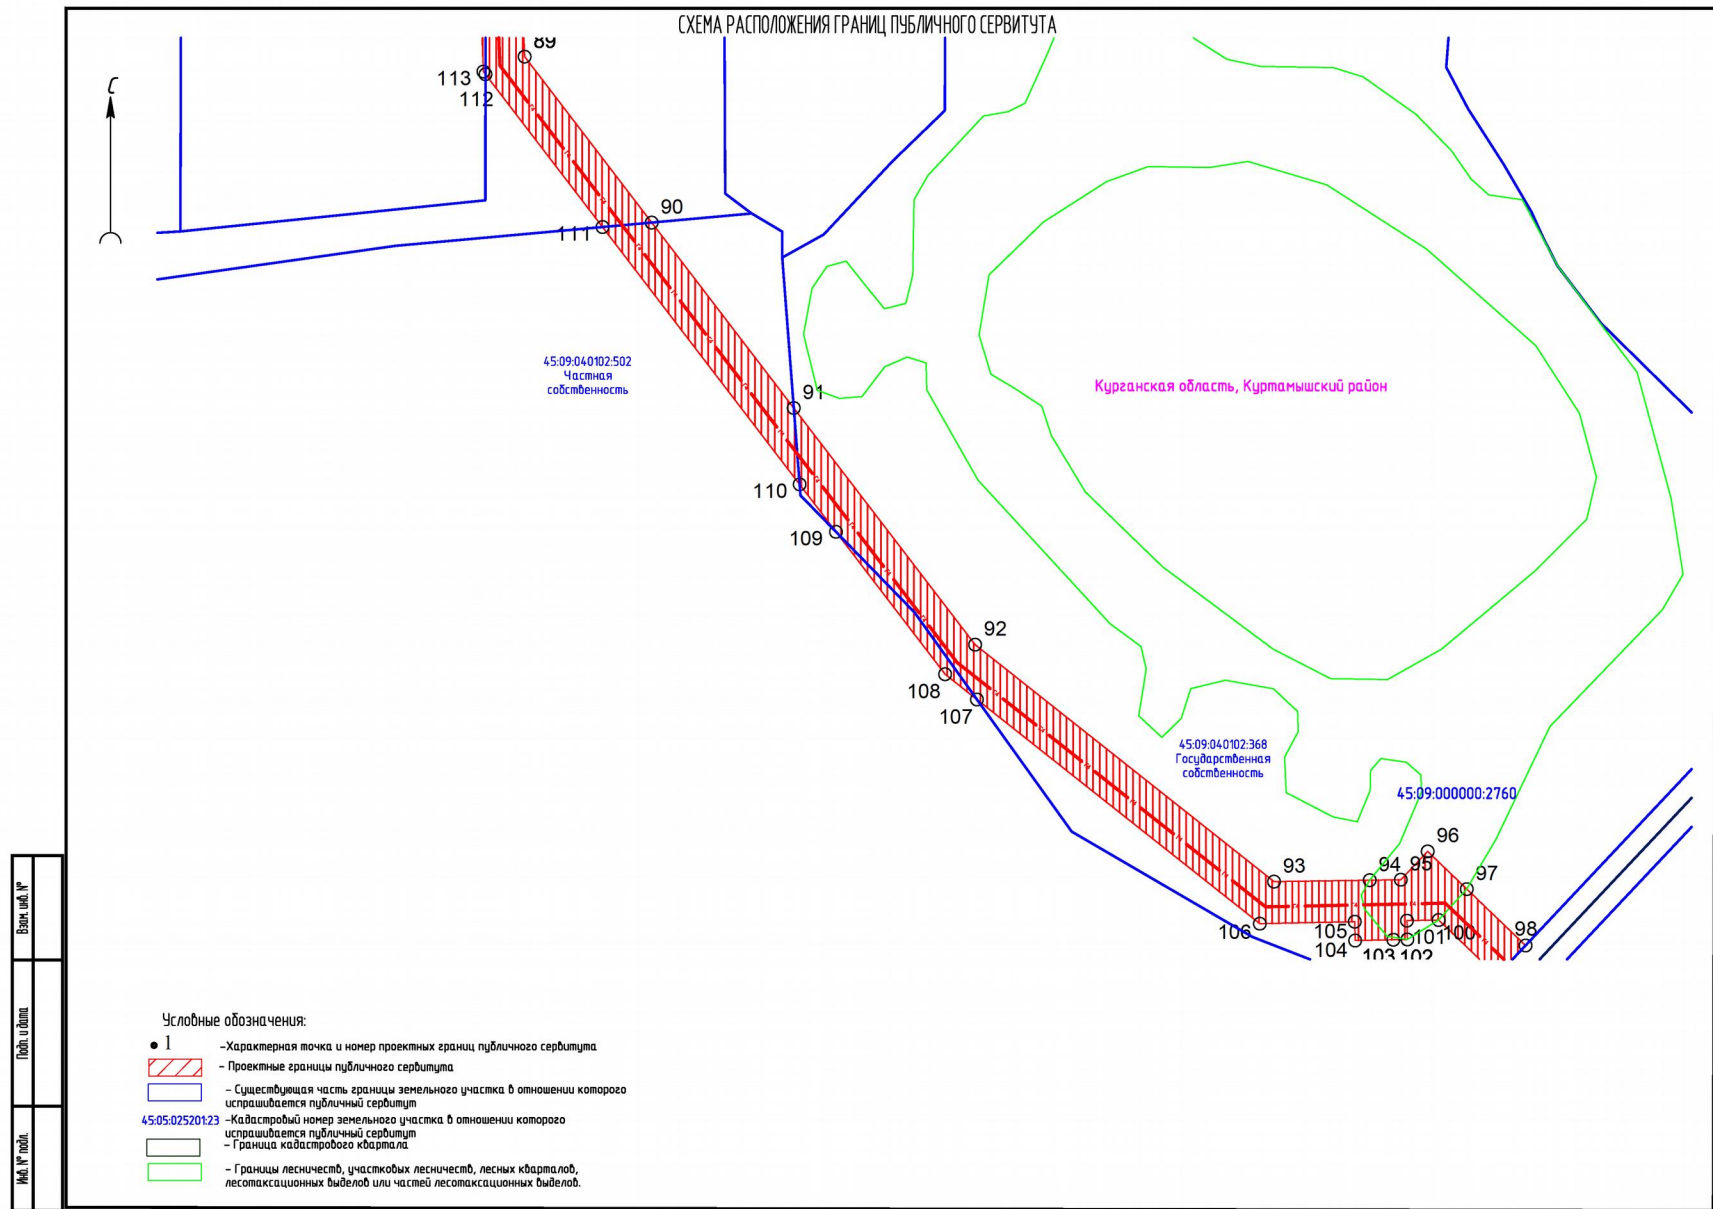 СХЕМА РАСПОЛОЖЕНИЯ ГРАНИЦ ПУБЛИЧНОГО СЕРВИТУТА
С
89
113
112
90
111
45:09:040102:502
Частная
собственность
Курганская область, Куртамышский район
91
110
109
92
108
107
45:09:040102:368
Государственная
собственность
45:09:000000:2760
96
93
94
95
97
106
105
104
103
102
101
100
98
Взам. инв. №
Подп. и дата
Инв. № подл.
Условные обозначения:
1
-Характерная точка и номер проектных границ публичного сервитута
- Проектные границы публичного сервитута
- Существующая часть границы земельного участка в отношении которого
испрашивается публичный сервитут
45:05:025201:23 -Кадастровый номер земельного участка в отношении которого
испрашивается публичный сервитут
- Граница кадастрового квартала
- Границы лесничеств, участковых лесничеств, лесных кварталов,
лесотаксационных выделов или частей лесотаксационных выделов.